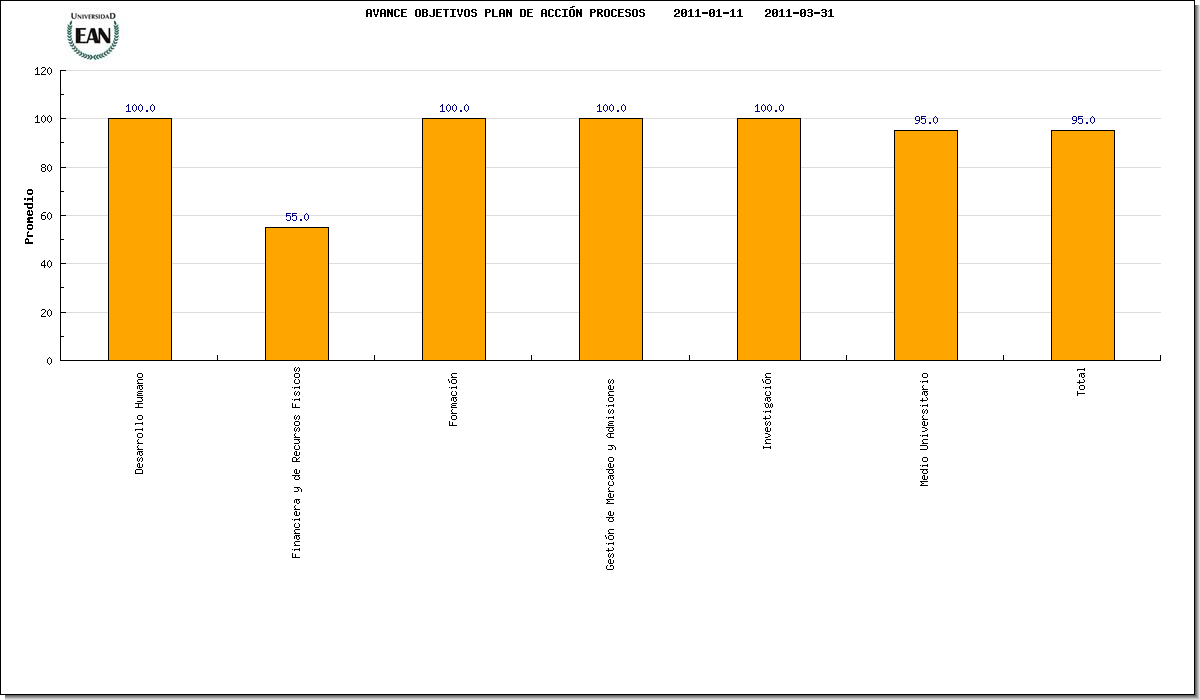 AVANCE OBJETIVOS PLAN DE ACCIÓN PROCESOS 2011-01-11 2011-03-31
UNIVERSIDAD
EAN
Promedio
120
100
80
60
40
20
0
100.0
55.0
100.0
100.0
100.0
95.0
95.0
Desarrollo Humano
Financiera y de Recursos Físicos
Formación
Gestión de Mercadeo y Admisiones
Investigación
Medio Universitario
Total